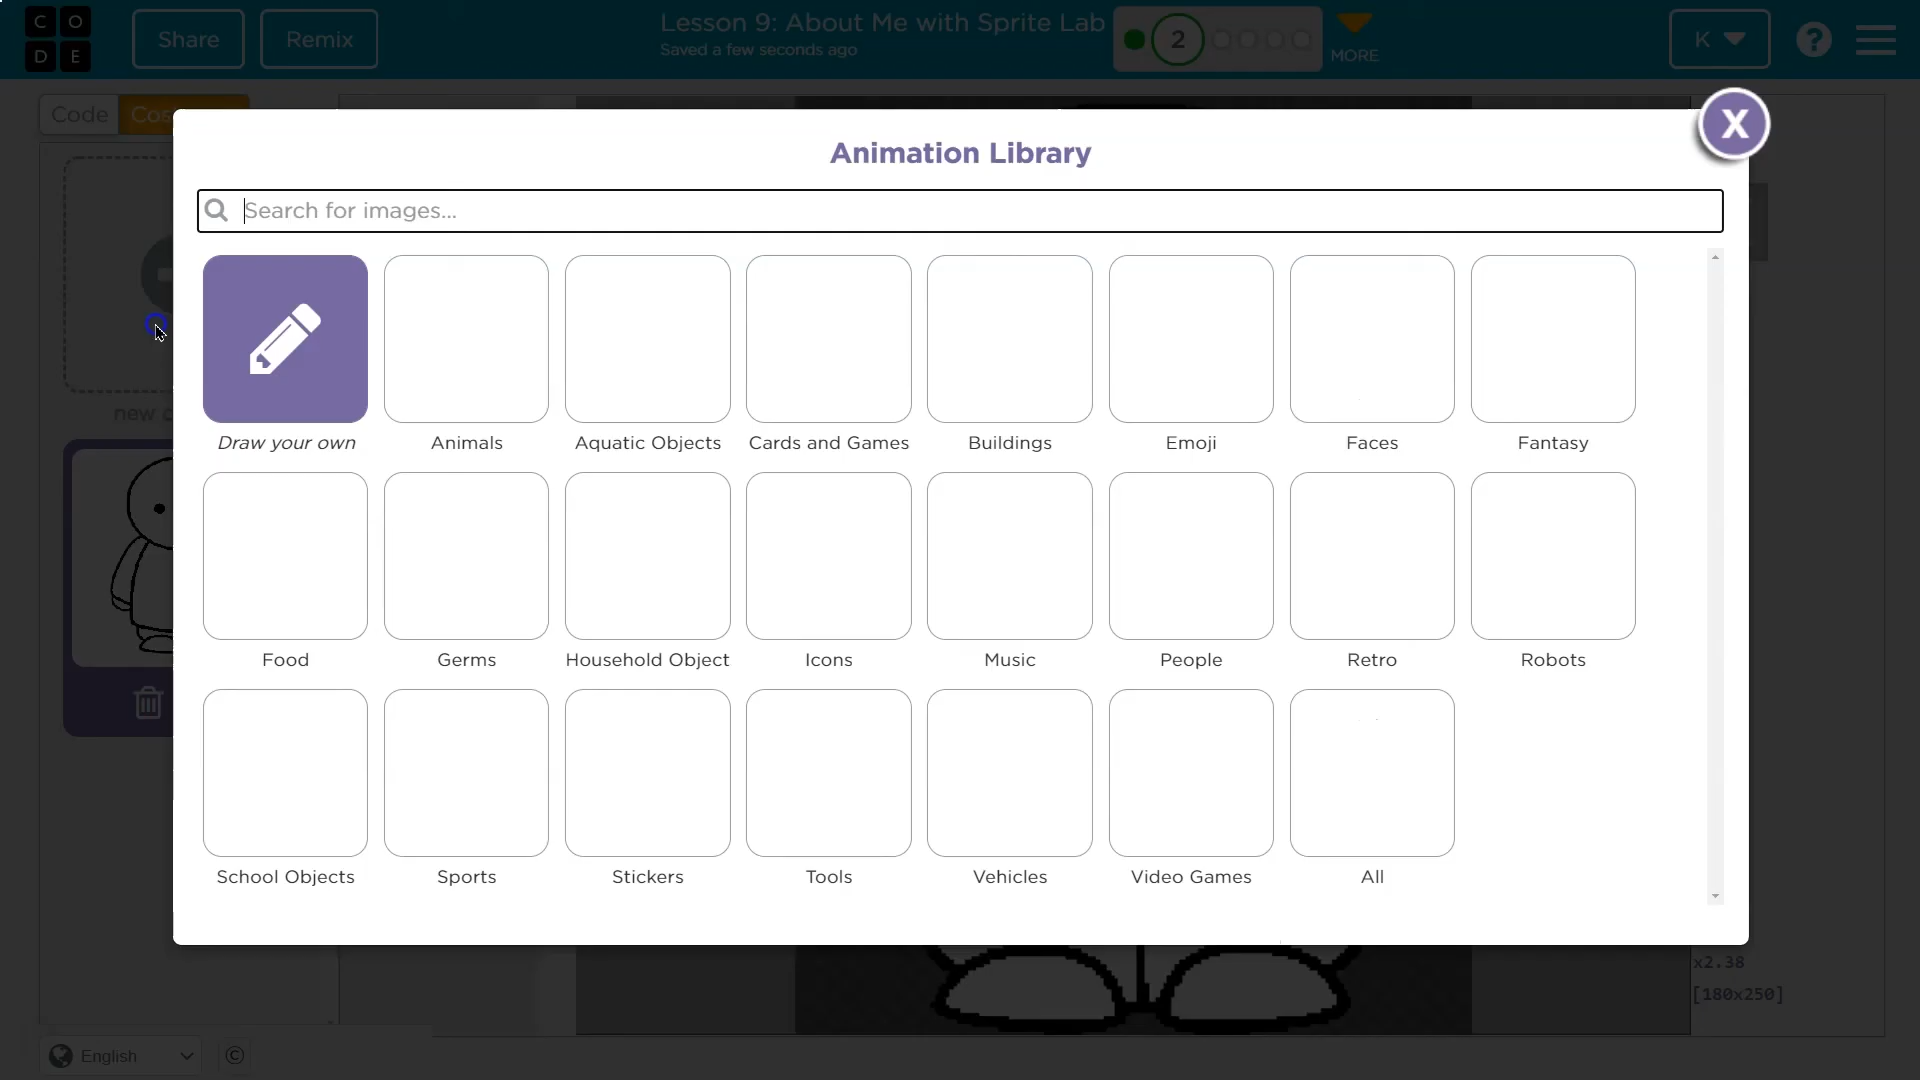 C O
D E
Share
Remix
Lesson 9: About Me with Sprite Lab
Saved a few seconds ago
2
MORE
K
?
Code
X
Animation Library
Search for images...
Draw your own
Animals
Aquatic Objects
Cards and Games
Buildings
Emoji
Faces
Fantasy
new
Food
Germs
Household Object
Icons
Music
People
Retro
Robots
School Objects
Sports
Stickers
Tools
Vehicles
Video Games
All
x2.38
[180x250]
English
©